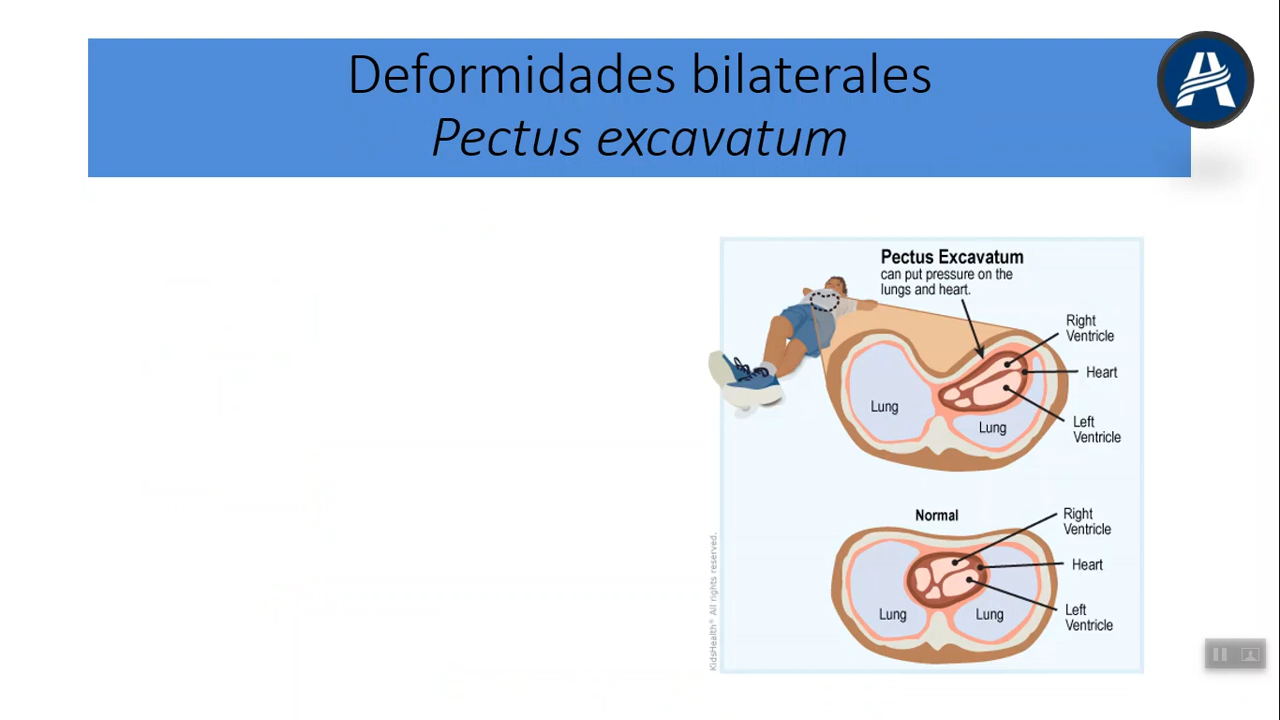 Deformidades bilaterales
Pectus excavatum
Pectus Excavatum
can put pressure on the
lungs and heart.
Right
Ventricle
Heart
Lung
Lung
Left
Ventricle
Normal
Right
Ventricle
Heart
Lung
Lung
Left
Ventricle
KidsHealth® All rights reserved.